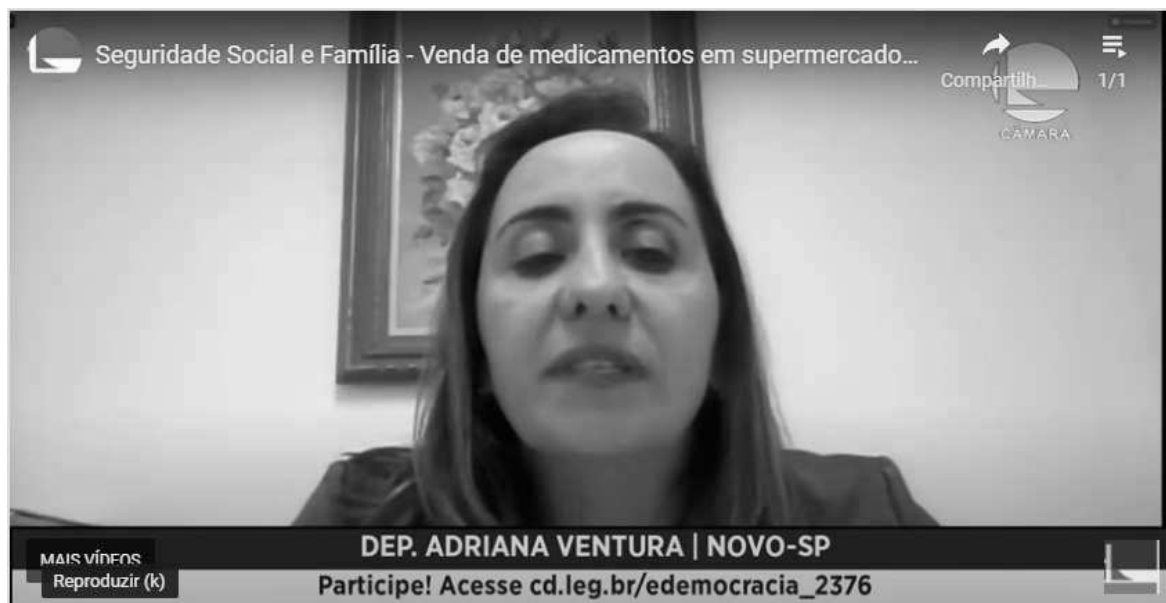 Seguridade Social e Família - Venda de medicamentos em supermercado...
Compartilh...
1/1
CÂMARA
DEP. ADRIANA VENTURA | NOVO-SP
MAIS VÍDEOS
Reproduzir (k)
Participe! Acesse cd.leg.br/edemocracia_2376